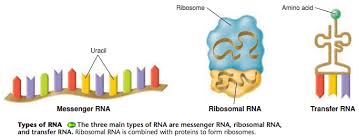 Ribosome
Amino acid
Uracil
Messenger RNA
Ribosomal RNA
Transfer RNA
Types of RNA The three main types of RNA are messenger RNA, ribosomal RNA,
and transfer RNA. Ribosomal RNA is combined with proteins to form ribosomes.